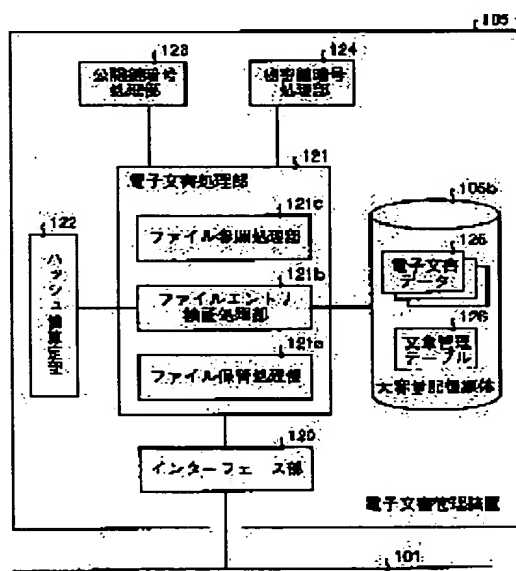 105
123
124
公開鍵暗号
処理部
秘密鍵暗号
処理部
121
電子文書処理部
121c
ファイル参照処理部
105b
122
ハッシュ演算処理部
121b
ファイルエントリ
検証処理部
125
電子文書
データ
121a
ファイル保管処理部
126
文章管理
テーブル
大容量記憶媒体
120
インターフェース部
電子文書管理装置
101